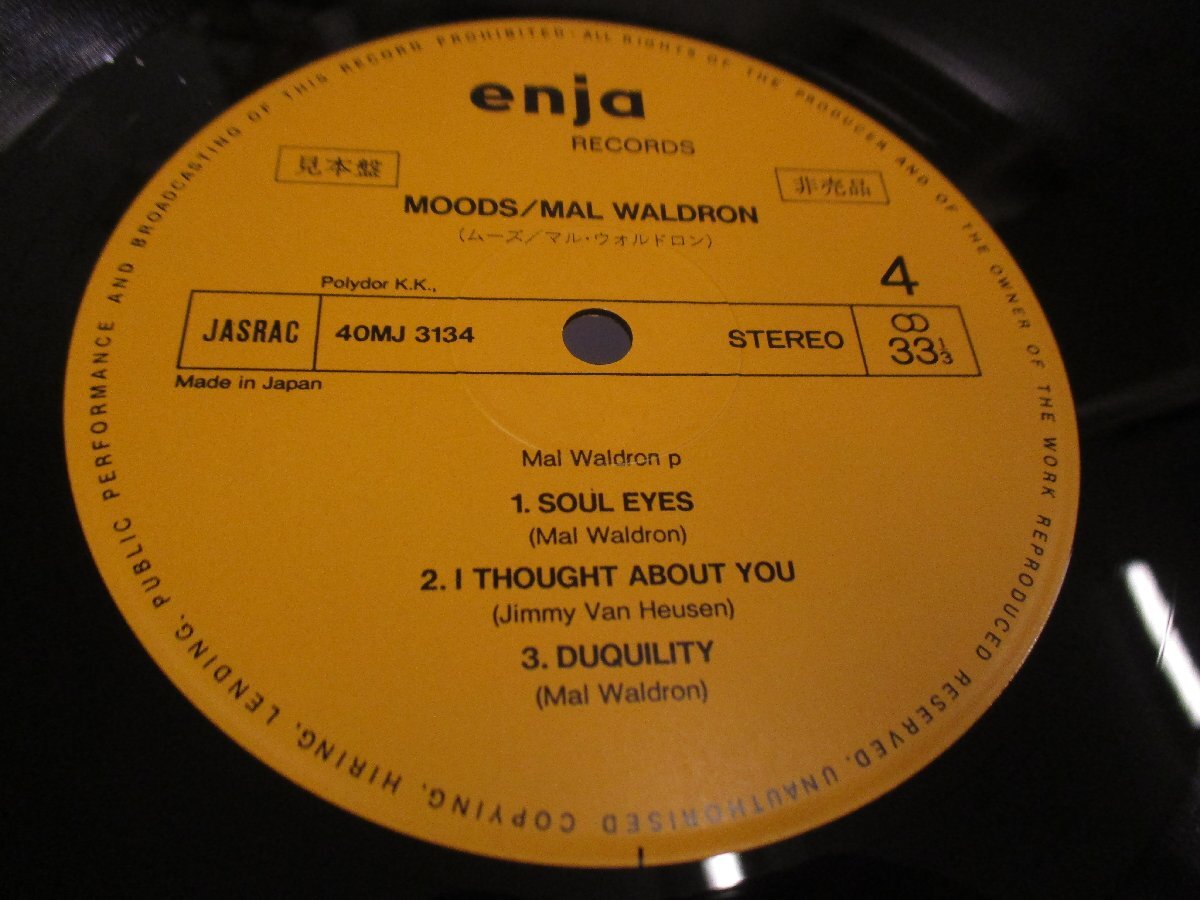 enja
RECORDS
見本盤
非売品
MOODS/MAL WALDRON
(ムーズ/マル・ウォルドロン)
4
Polydor K.K.,
JASRAC
40MJ 3134
STEREO
33 1/3
Made in Japan
Mal Waldron p
1. SOUL EYES
(Mal Waldron)
2. I THOUGHT ABOUT YOU
(Jimmy Van Heusen)
3. DUQUILITY
(Mal Waldron)
ALL RIGHTS OF THE PRODUCER AND OF THE OWNER OF THE WORK REPRODUCED RESERVED. UNAUTHORISED COPYING, HIRING, LENDING, PUBLIC PERFORMANCE AND BROADCASTING OF THIS RECORD PROHIBITED·